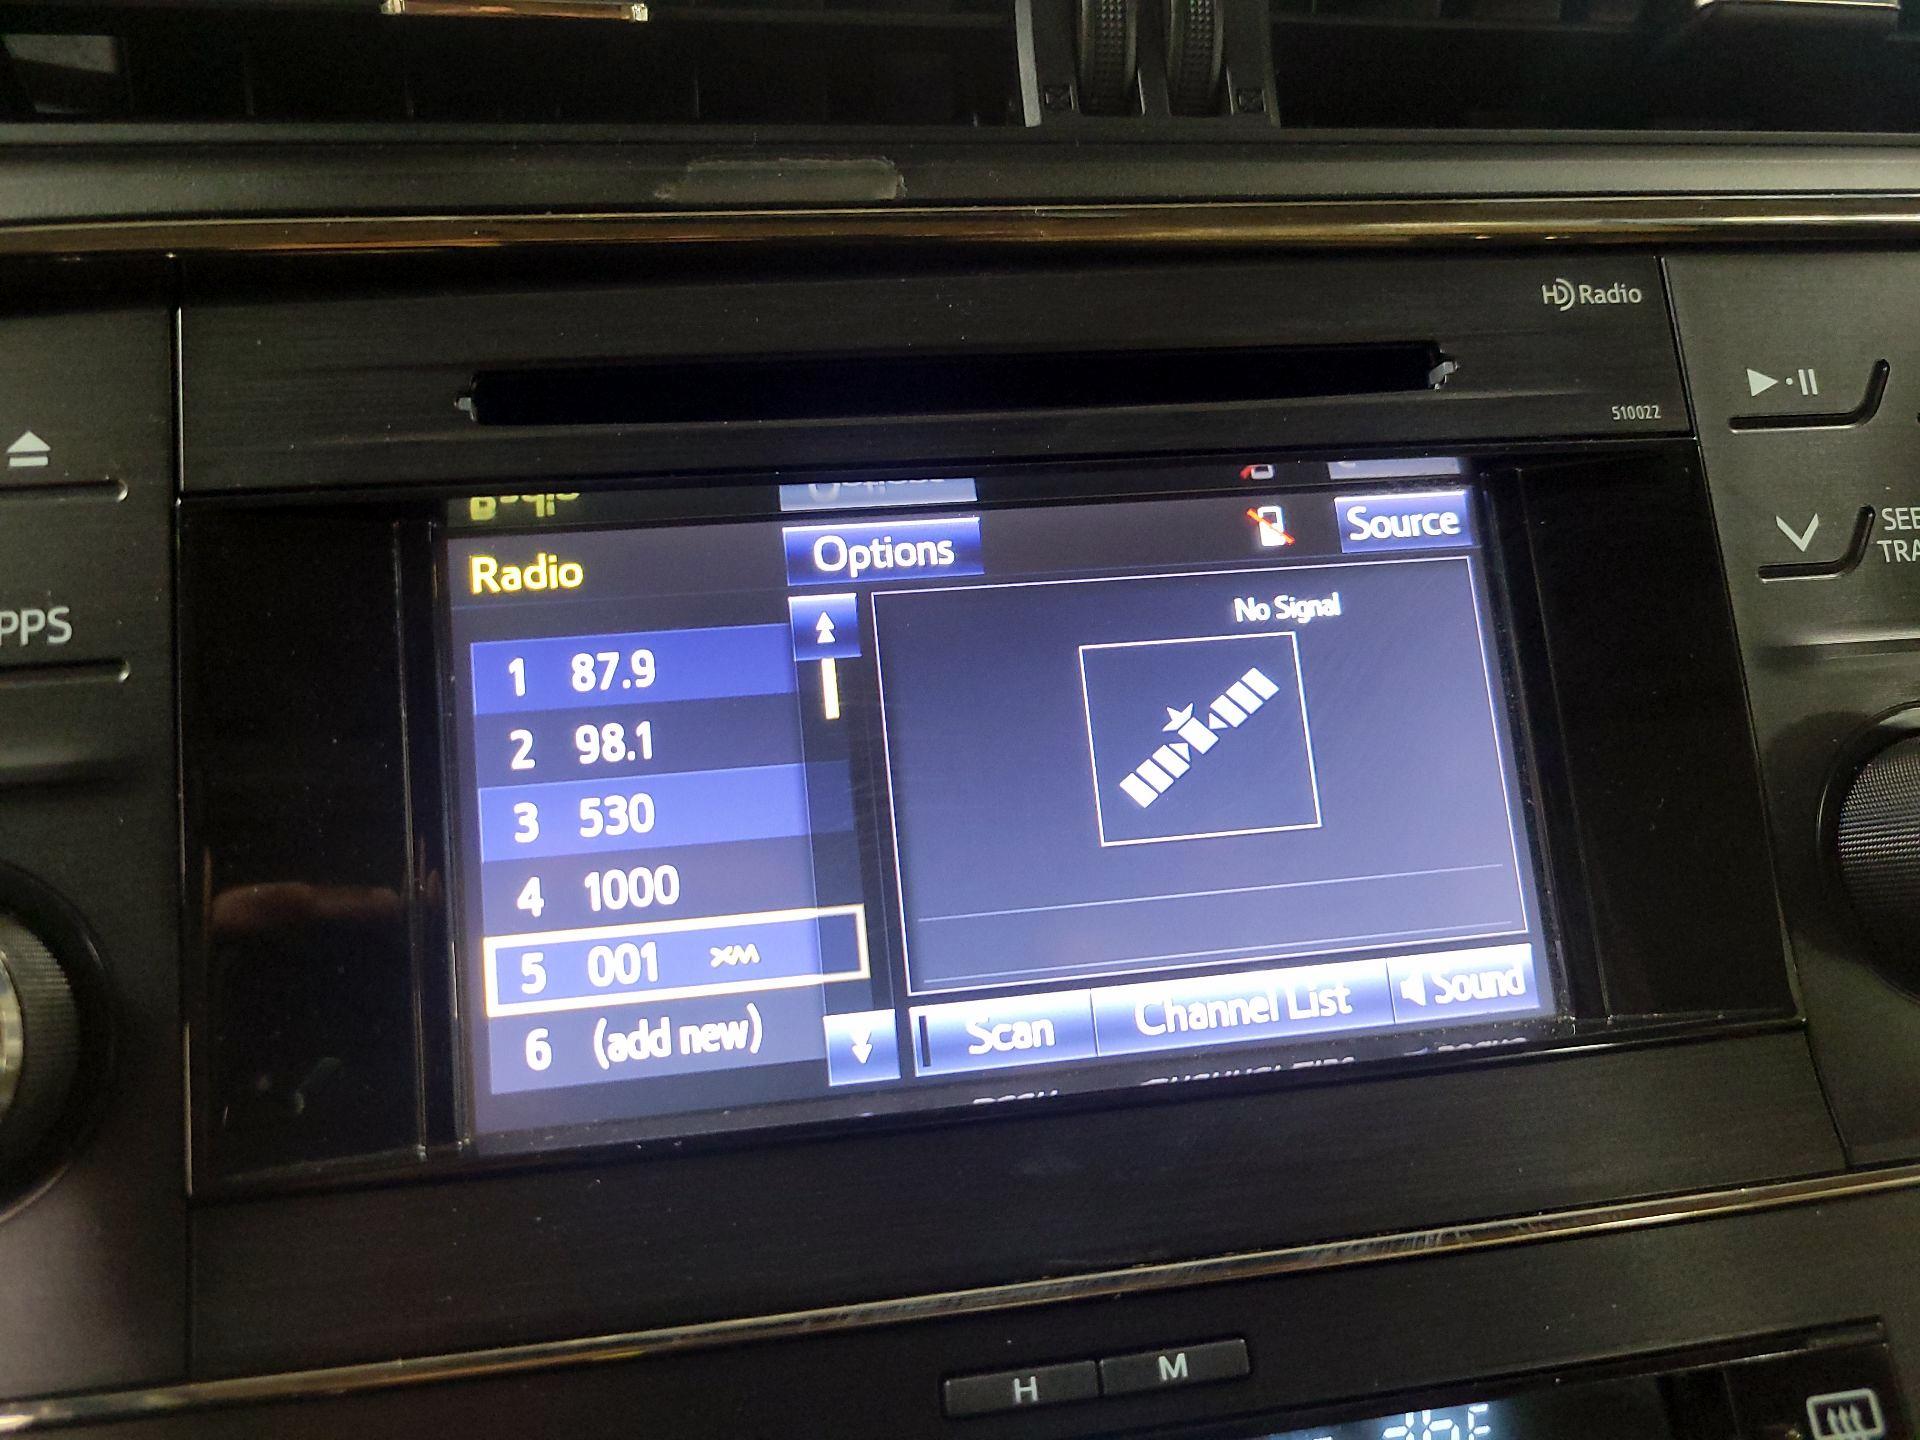 HD Radio
510022
PPS
SEE
TRA
Radio
Options
Source
No Signal
1 87.9
2 98.1
3 530
4 1000
5 001 XM
6 (add new)
Scan
Channel List
Sound
H
M